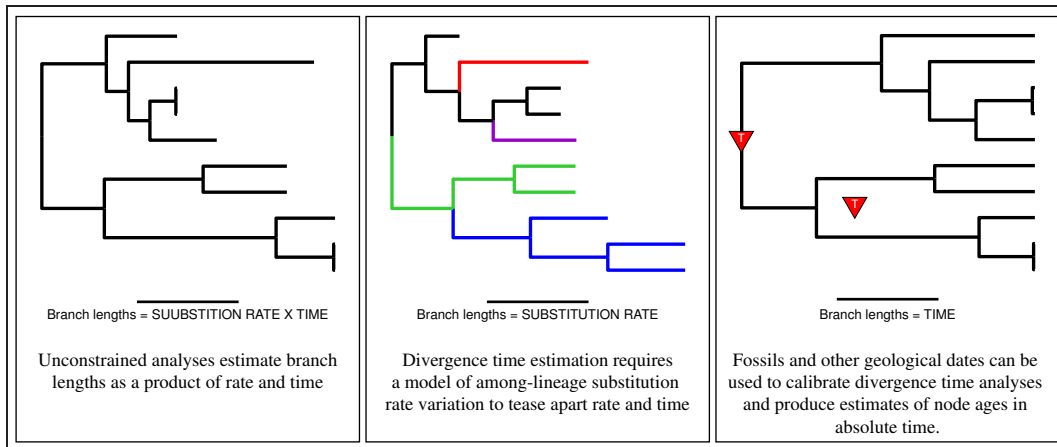 Branch lengths = SUUBSTITION RATE X TIME
Unconstrained analyses estimate branch
lengths as a product of rate and time
Branch lengths = SUBSTITUTION RATE
Divergence time estimation requires
a model of among-lineage substitution
rate variation to tease apart rate and time
T
T
Branch lengths = TIME
Fossils and other geological dates can be
used to calibrate divergence time analyses
and produce estimates of node ages in
absolute time.